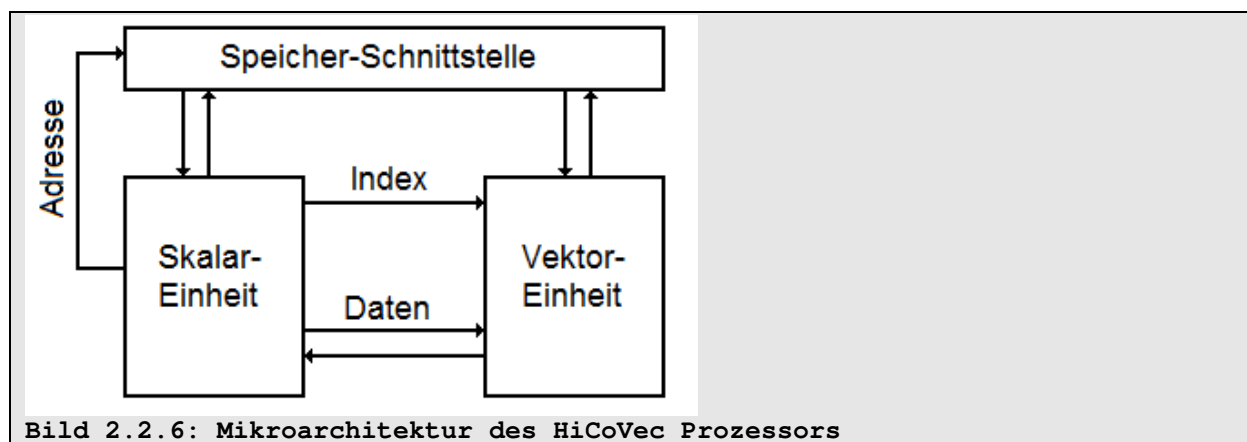 Speicher-Schnittstelle
Adresse
Index
Skalar-
Einheit
Vektor-
Einheit
Daten
Bild 2.2.6: Mikroarchitektur des HiCoVec Prozessors